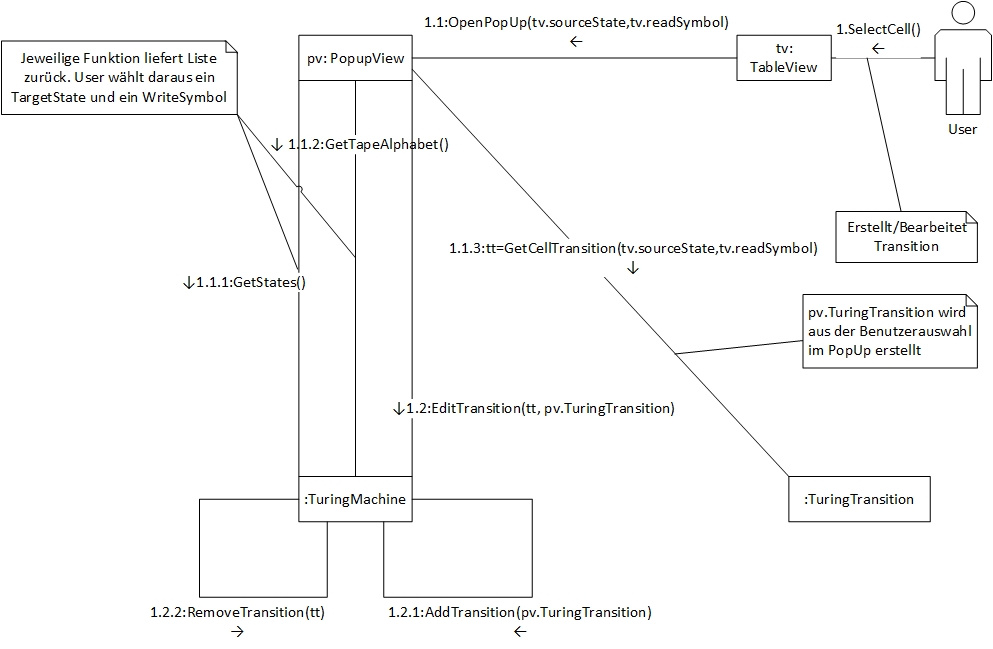 1.1:OpenPopUp(tv.sourceState,tv.readSymbol)
1.SelectCell()
Jeweilige Funktion liefert Liste
zurück. User wählt daraus ein
TargetState und ein WriteSymbol
pv: PopupView
tv:
TableView
User
1.1.2:GetTapeAlphabet()
Erstellt/Bearbeitet
Transition
1.1.3:tt=GetCellTransition(tv.sourceState,tv.readSymbol)
1.1.1:GetStates()
pv.TuringTransition wird
aus der Benutzerauswahl
im PopUp erstellt
1.2:EditTransition(tt, pv.TuringTransition)
:TuringMachine
:TuringTransition
1.2.2:RemoveTransition(tt)
1.2.1:AddTransition(pv.TuringTransition)